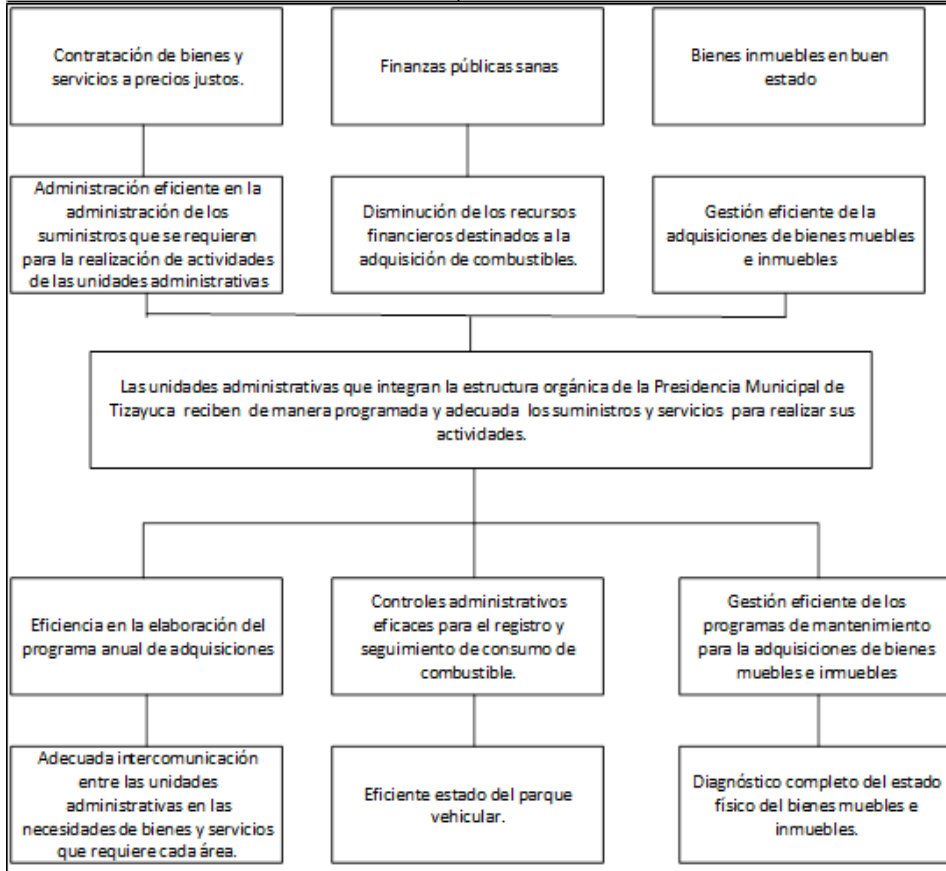 Contratación de bienes y
servicios a precios justos.
Finanzas públicas sanas
Bienes inmuebles en buen
estado
Administración eficiente en la
administración de los
suministros que se requieren
para la realización de actividades
de las unidades administrativas
Disminución de los recursos
financieros destinados a la
adquisición de combustibles.
Gestión eficiente de la
adquisiciones de bienes muebles
e inmuebles
Las unidades administrativas que integran la estructura orgánica de la Presidencia Municipal de
Tizayuca reciben de manera programada y adecuada los suministros y servicios para realizar sus
actividades.
Eficiencia en la elaboración del
programa anual de adquisiciones
Controles administrativos
eficaces para el registro y
seguimiento de consumo de
combustible.
Gestión eficiente de los
programas de mantenimiento
para la adquisiciones de bienes
muebles e inmuebles
Adecuada intercomunicación
entre las unidades
administrativas en las
necesidades de bienes y servicios
que requiere cada área.
Eficiente estado del parque
vehicular.
Diagnóstico completo del estado
físico del bienes muebles e
inmuebles.